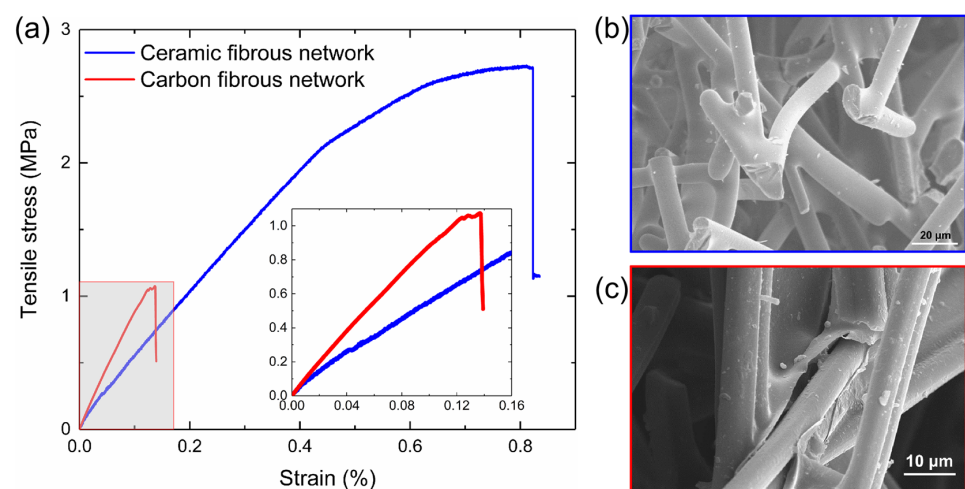 (a)
3
2
1
0
Tensile stress (MPa)
Ceramic fibrous network
Carbon fibrous network
1.0
0.8
0.6
0.4
0.2
0.0
0.00 0.04 0.08 0.12 0.16
0.0 0.2 0.4 0.6 0.8
Strain (%)
(b)
20 µm
(c)
10 µm